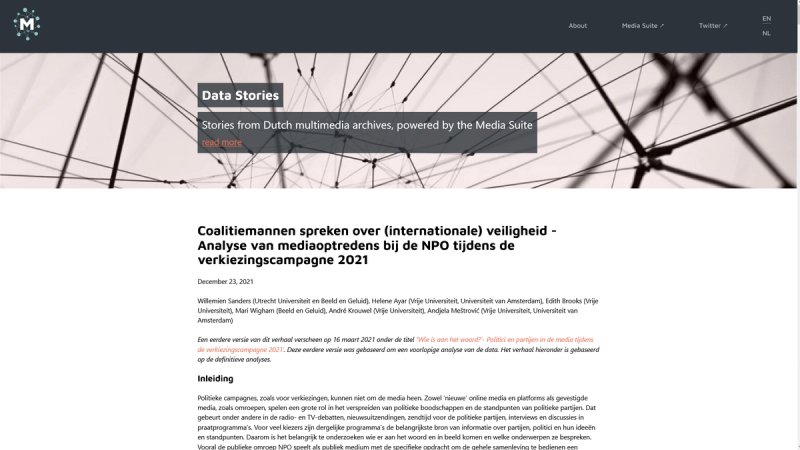 M
About
Media Suite ↗
Twitter ↗
EN
NL
Data Stories
Stories from Dutch multimedia archives, powered by the Media Suite
read more
Coalitiemannen spreken over (internationale) veiligheid -
Analyse van mediaoptredens bij de NPO tijdens de
verkiezingscampagne 2021
December 23, 2021
Willemien Sanders (Utrecht Universiteit en Beeld en Geluid), Helene Ayar (Vrije Universiteit, Universiteit van Amsterdam), Edith Brooks (Vrije
Universiteit), Mari Wigham (Beeld en Geluid), André Krouwel (Vrije Universiteit), Andjela Meštrović (Vrije Universiteit, Universiteit van
Amsterdam)
Een eerdere versie van dit verhaal verscheen op 16 maart 2021 onder de titel "Wie is aan het woord?'- Politici en partijen in de media tijdens
de verkiezingscampagne 2021'. Deze eerdere versie was gebaseerd om een voorlopige analyse van de data. Het verhaal hieronder is gebaseerd
op de definitieve analyses.
Inleiding
Politieke campagnes, zoals voor verkiezingen, kunnen niet om de media heen. Zowel 'nieuwe' online media en platforms als gevestigde
media, zoals omroepen, spelen een grote rol in het verspreiden van politieke boodschappen en de standpunten van politieke partijen. Dat
gebeurt onder andere in de radio- en TV-debatten, nieuwsuitzendingen, zendtijd voor de politieke partijen, interviews en discussies in
praatprogramma's. Voor veel kiezers zijn dergelijke programma's de belangrijkste bron van informatie over partijen, politici en hun ideeën
en standpunten. Daarom is het belangrijk te onderzoeken wie er aan het woord en in beeld komen en welke onderwerpen ze bespreken.
Vooral de publieke omroep NPO speelt als publiek medium met de specifieke opdracht om de gehele samenleving te bedienen een